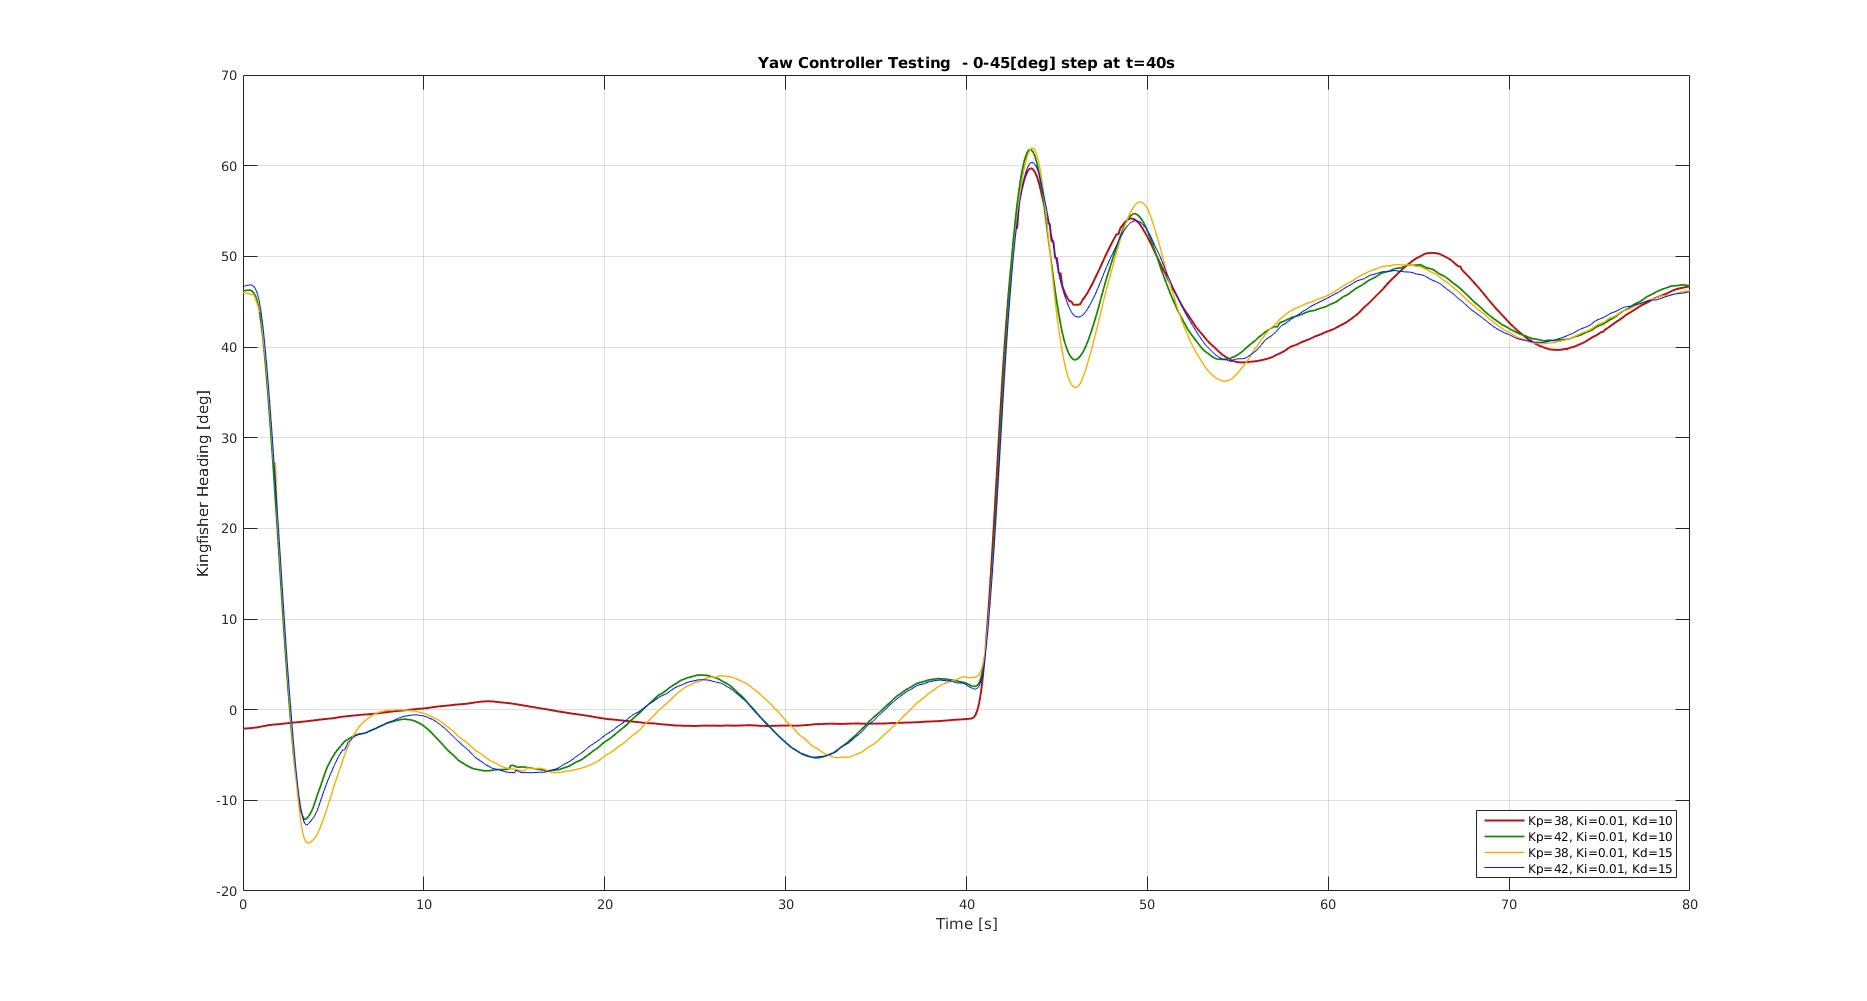 Yaw Controller Testing  - 0-45[deg] step at t=40s
70
60
50
40
30
20
10
0
-10
-20
Kingfisher Heading [deg]
0 10 20 30 40 50 60 70 80
Time [s]
Kp=38, Ki=0.01, Kd=10
Kp=42, Ki=0.01, Kd=10
Kp=38, Ki=0.01, Kd=15
Kp=42, Ki=0.01, Kd=15